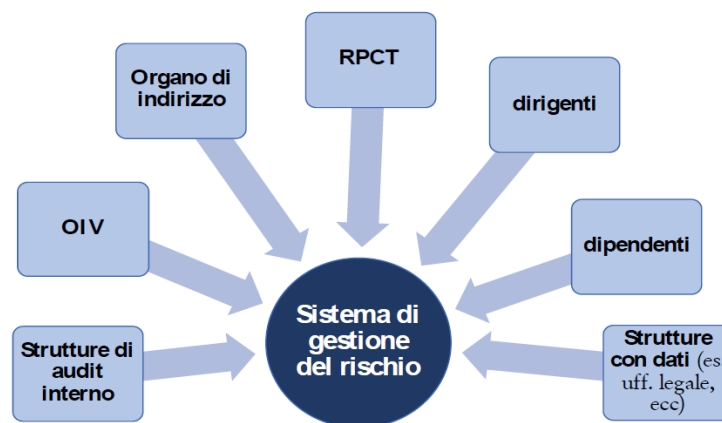 RPCT
Organo di
indirizzo
dirigenti
OIV
dipendenti
Sistema di
gestione
del rischio
Strutture di
audit
interno
Strutture
con dati (es
uff. legale,
ecc)